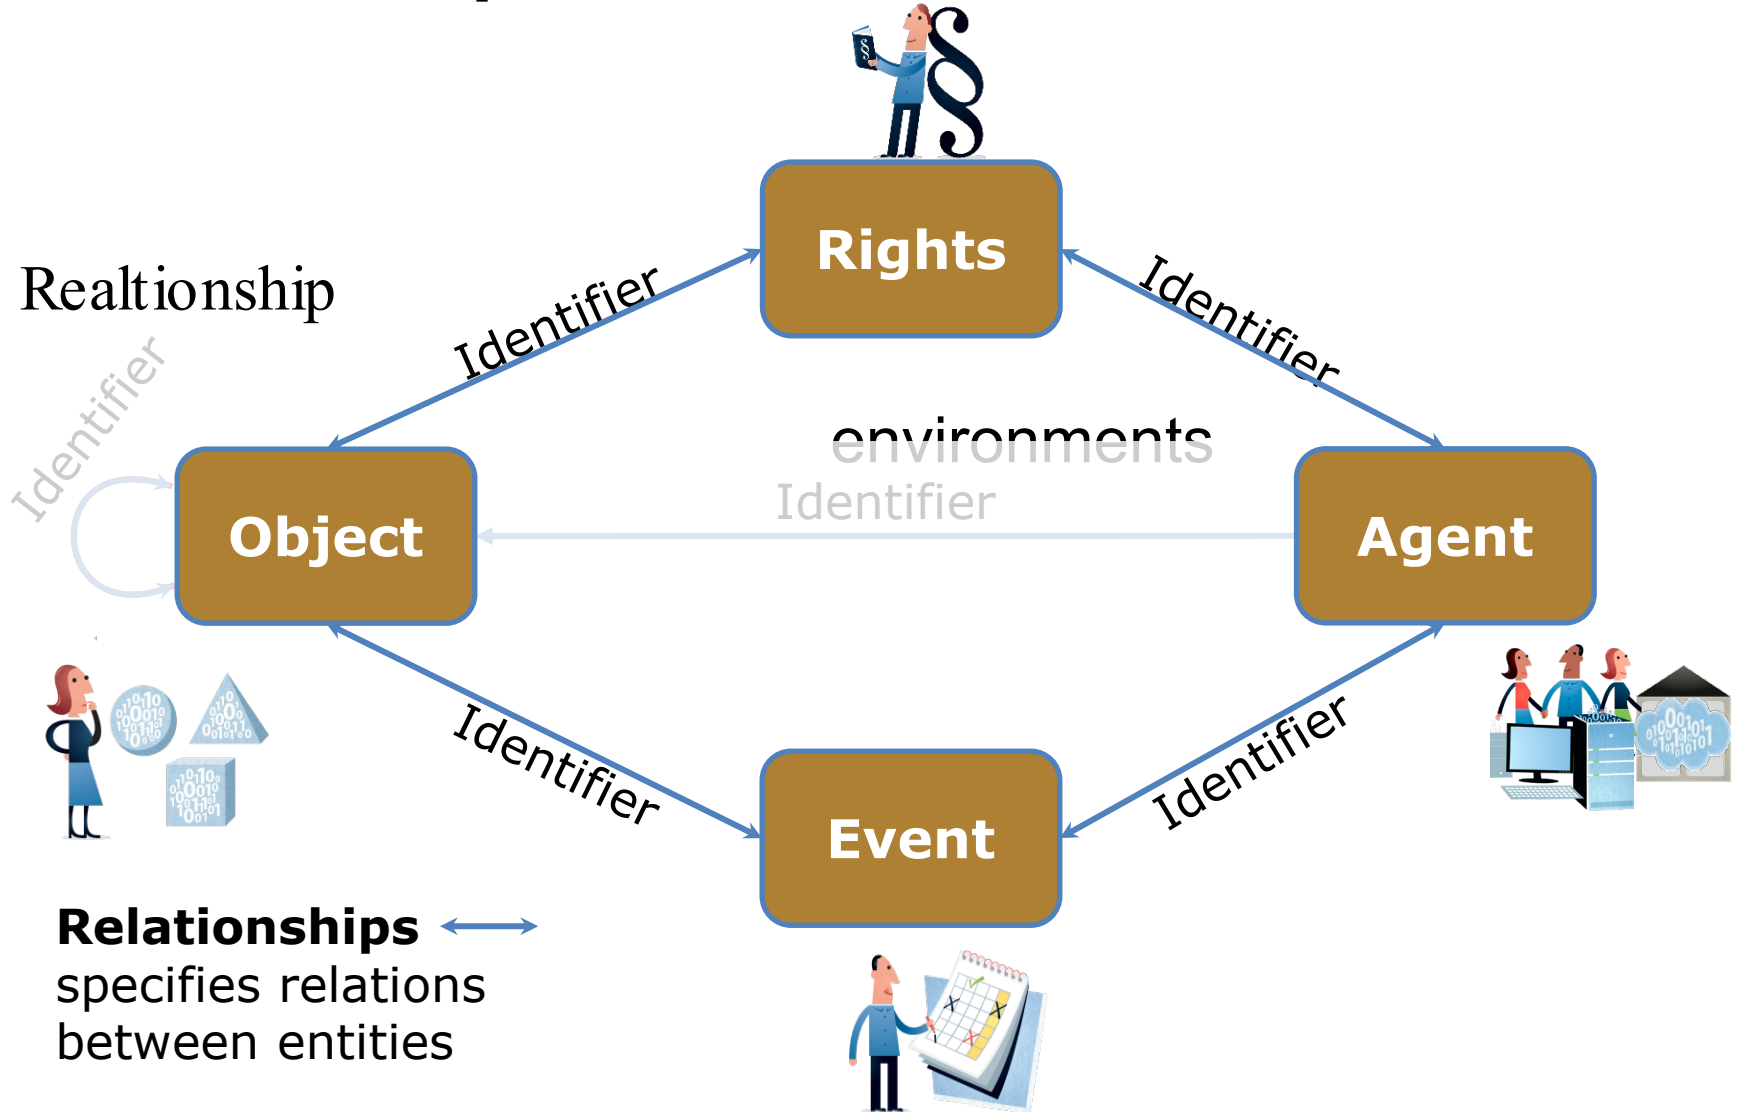 §
§
Rights
Realtionship
Identifier
Identifier
Identifier
environments
Identifier
Object
Agent
Identifier
Identifier
Event
Relationships
specifies relations
between entities